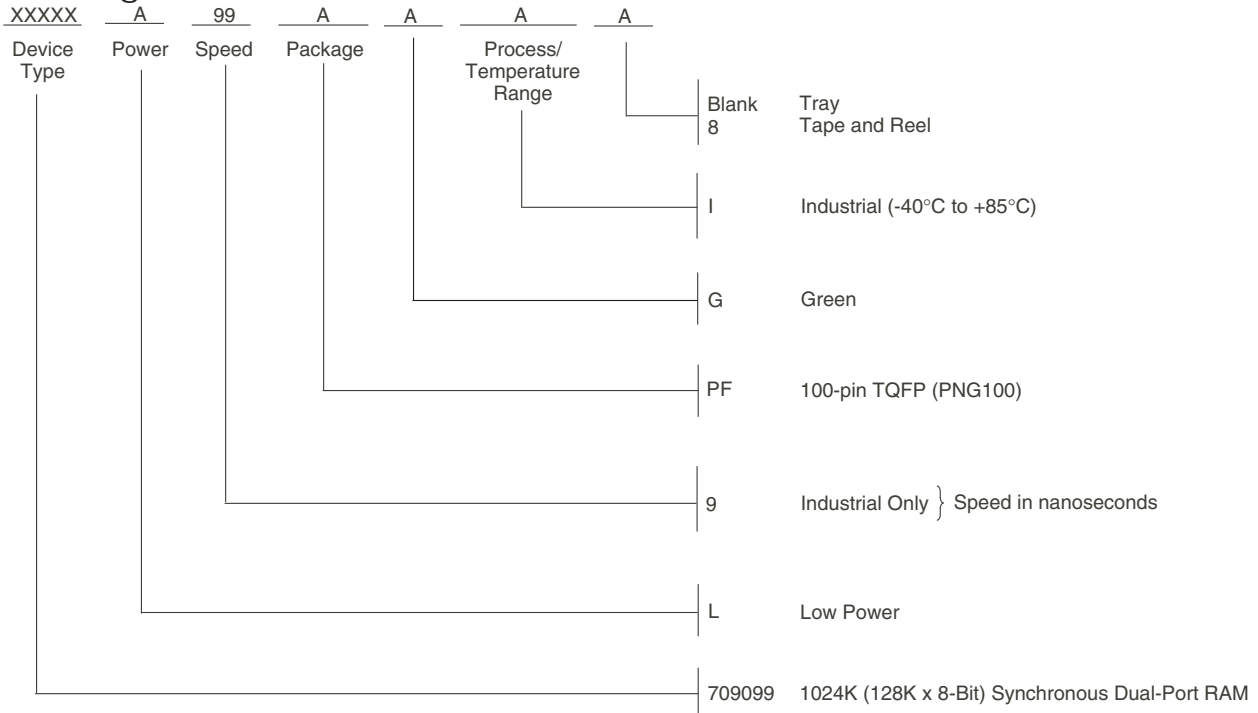 XXXXX A 99 A A A A
Device Type Power Speed Package Process/ Temperature Range
Blank Tray
8 Tape and Reel
I Industrial (-40°C to +85°C)
G Green
PF 100-pin TQFP (PNG100)
9 Industrial Only } Speed in nanoseconds
L Low Power
709099 1024K (128K x 8-Bit) Synchronous Dual-Port RAM